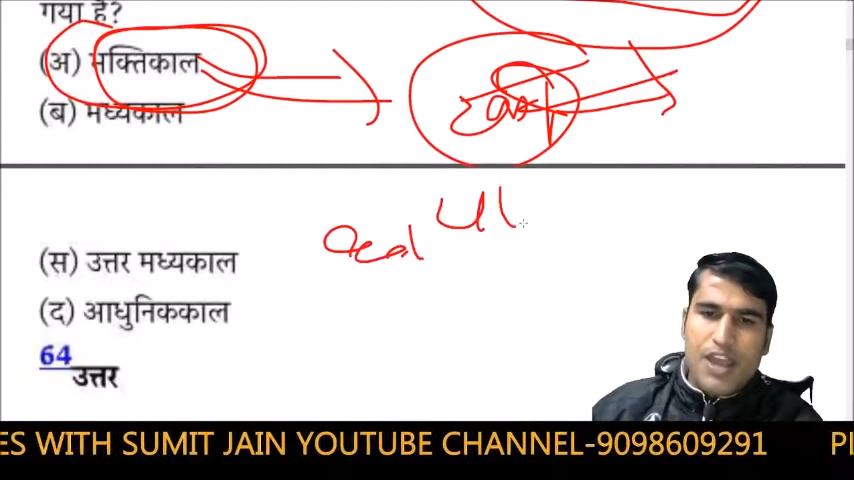 गया है?
(अ) भक्तिकाल
(ब) मध्यकाल
(स) उत्तर मध्यकाल
(द) आधुनिककाल
64
उत्तर
ES WITH SUMIT JAIN YOUTUBE CHANNEL-9098609291 Pl